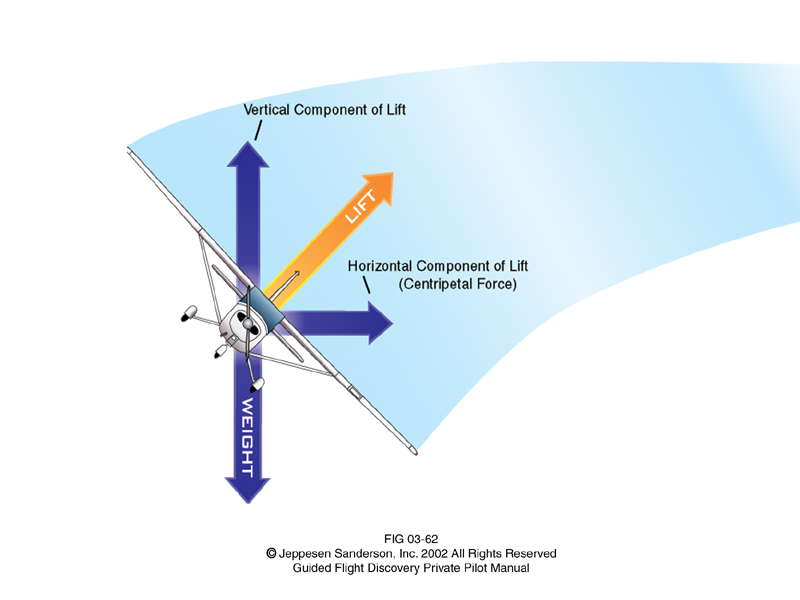 Vertical Component of Lift
LIFT
Horizontal Component of Lift
(Centripetal Force)
WEIGHT
FIG 03-62
© Jeppesen Sanderson, Inc. 2002 All Rights Reserved
Guided Flight Discovery Private Pilot Manual